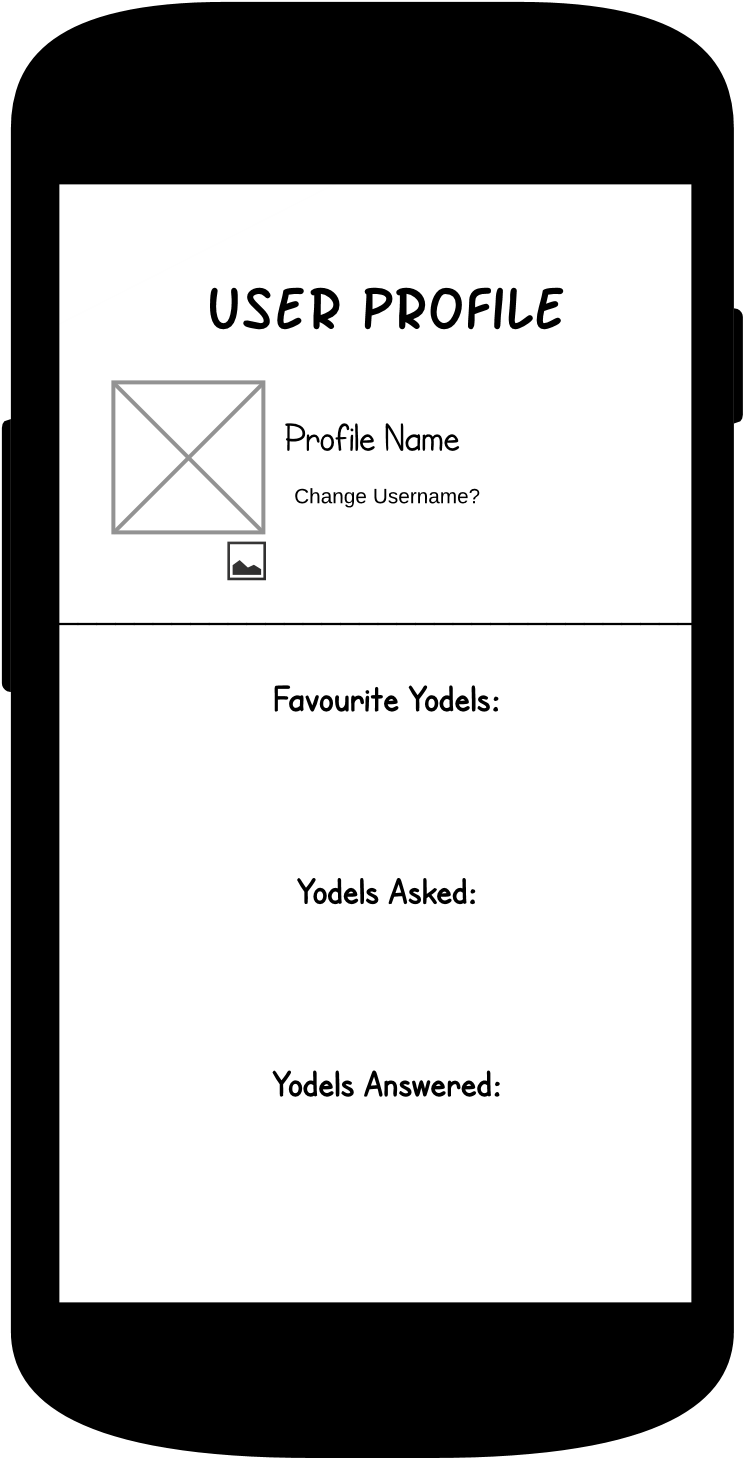 USER PROFILE
Profile Name
Change Username?
Favourite Yodels:
Yodels Asked:
Yodels Answered: